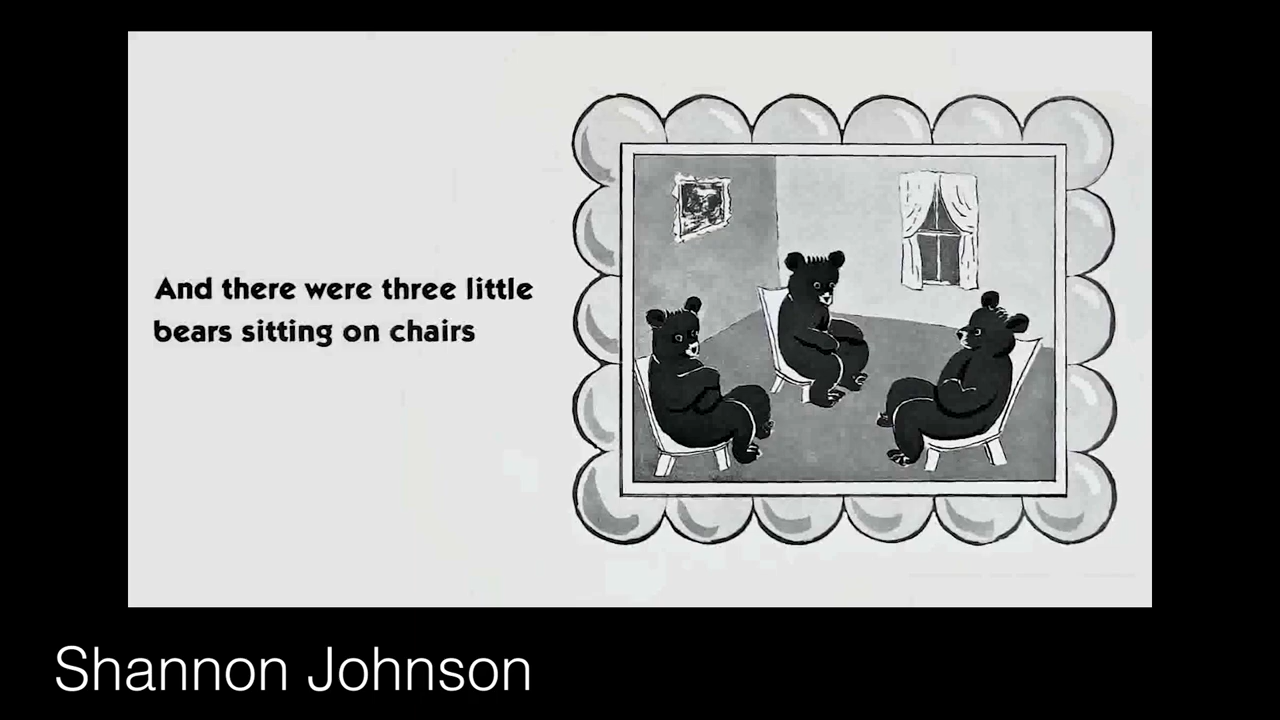 And there were three little
bears sitting on chairs
Shannon Johnson